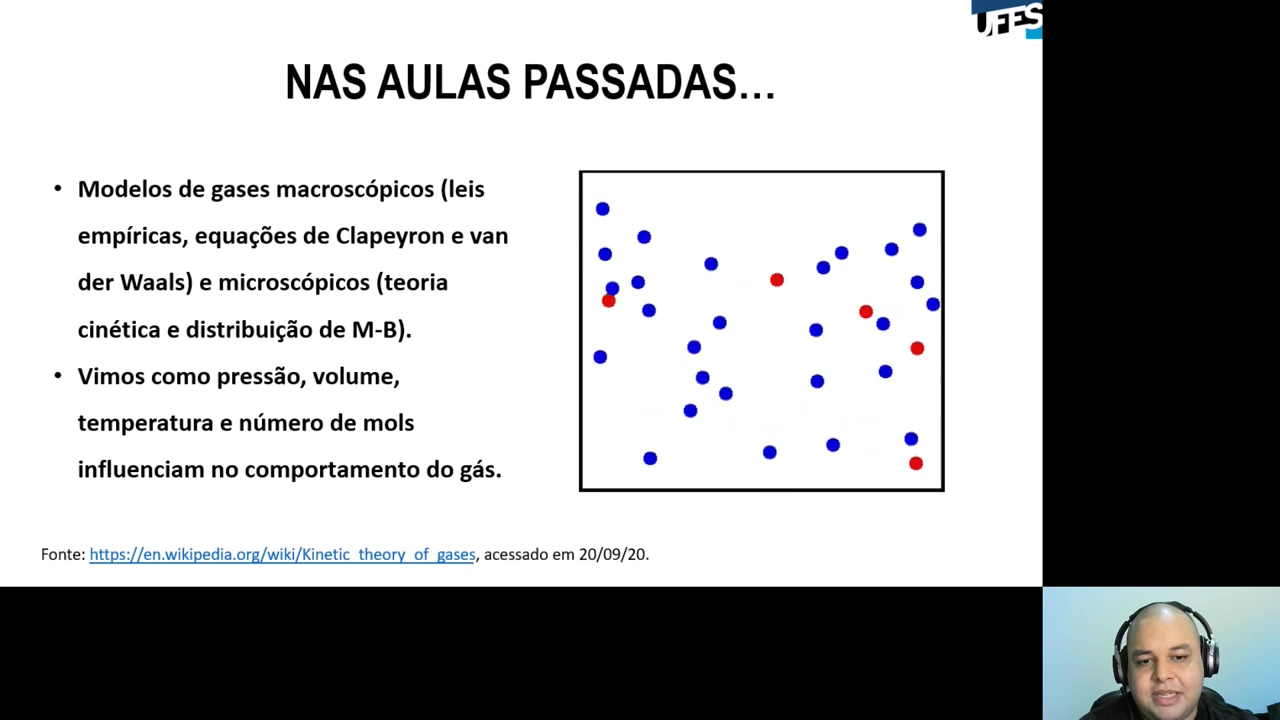 UFES
NAS AULAS PASSADAS...
• Modelos de gases macroscópicos (leis
empíricas, equações de Clapeyron e van
der Waals) e microscópicos (teoria
cinética e distribuição de M-B).
• Vimos como pressão, volume,
temperatura e número de mols
influenciam no comportamento do gás.
Fonte: https://en.wikipedia.org/wiki/Kinetic_theory_of_gases, acessado em 20/09/20.